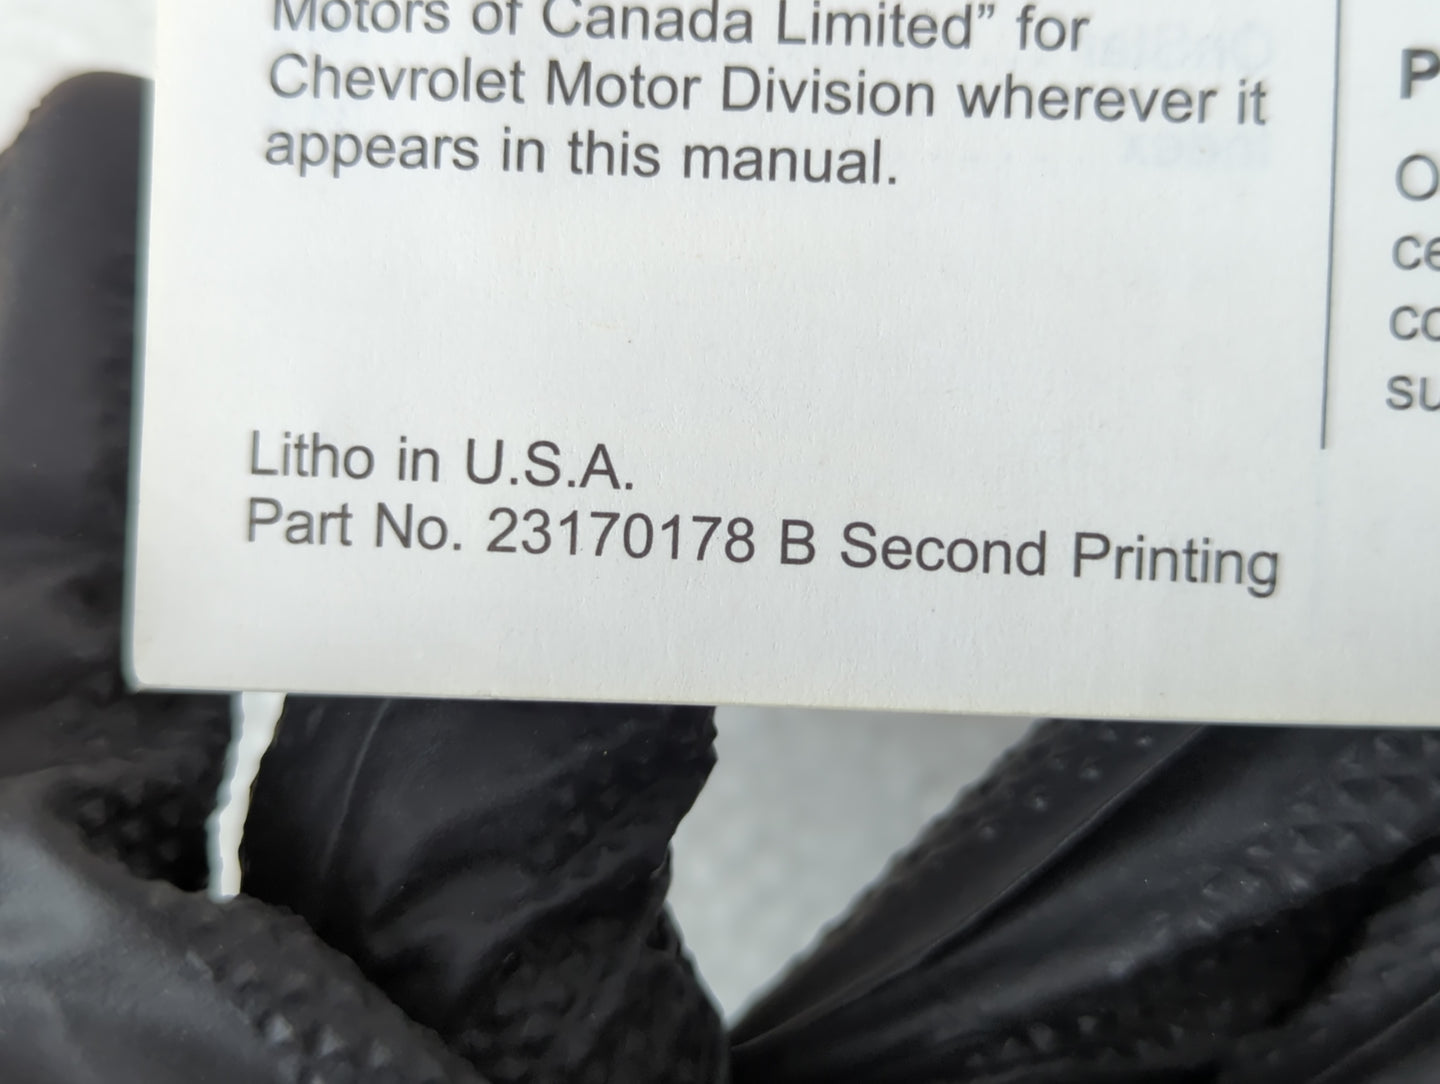 Motors of Canada Limited” for
Chevrolet Motor Division wherever it
appears in this manual.
Litho in U.S.A.
Part No. 23170178 B Second Printing